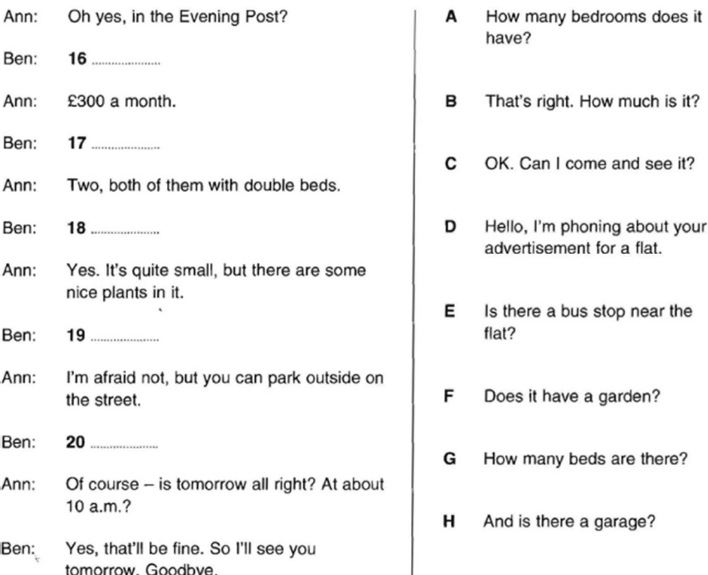 Ann: Oh yes, in the Evening Post?
Ben: 16 ....................
Ann: £300 a month.
Ben: 17 ....................
Ann: Two, both of them with double beds.
Ben: 18 ....................
Ann: Yes. It's quite small, but there are some
nice plants in it.
Ben: 19 ....................
Ann: I'm afraid not, but you can park outside on
the street.
Ben: 20 ....................
Ann: Of course – is tomorrow all right? At about
10 a.m.?
Ben: Yes, that'll be fine. So I'll see you
tomorrow. Goodbye.
A How many bedrooms does it
have?
B That's right. How much is it?
C OK. Can I come and see it?
D Hello, I'm phoning about your
advertisement for a flat.
E Is there a bus stop near the
flat?
F Does it have a garden?
G How many beds are there?
H And is there a garage?